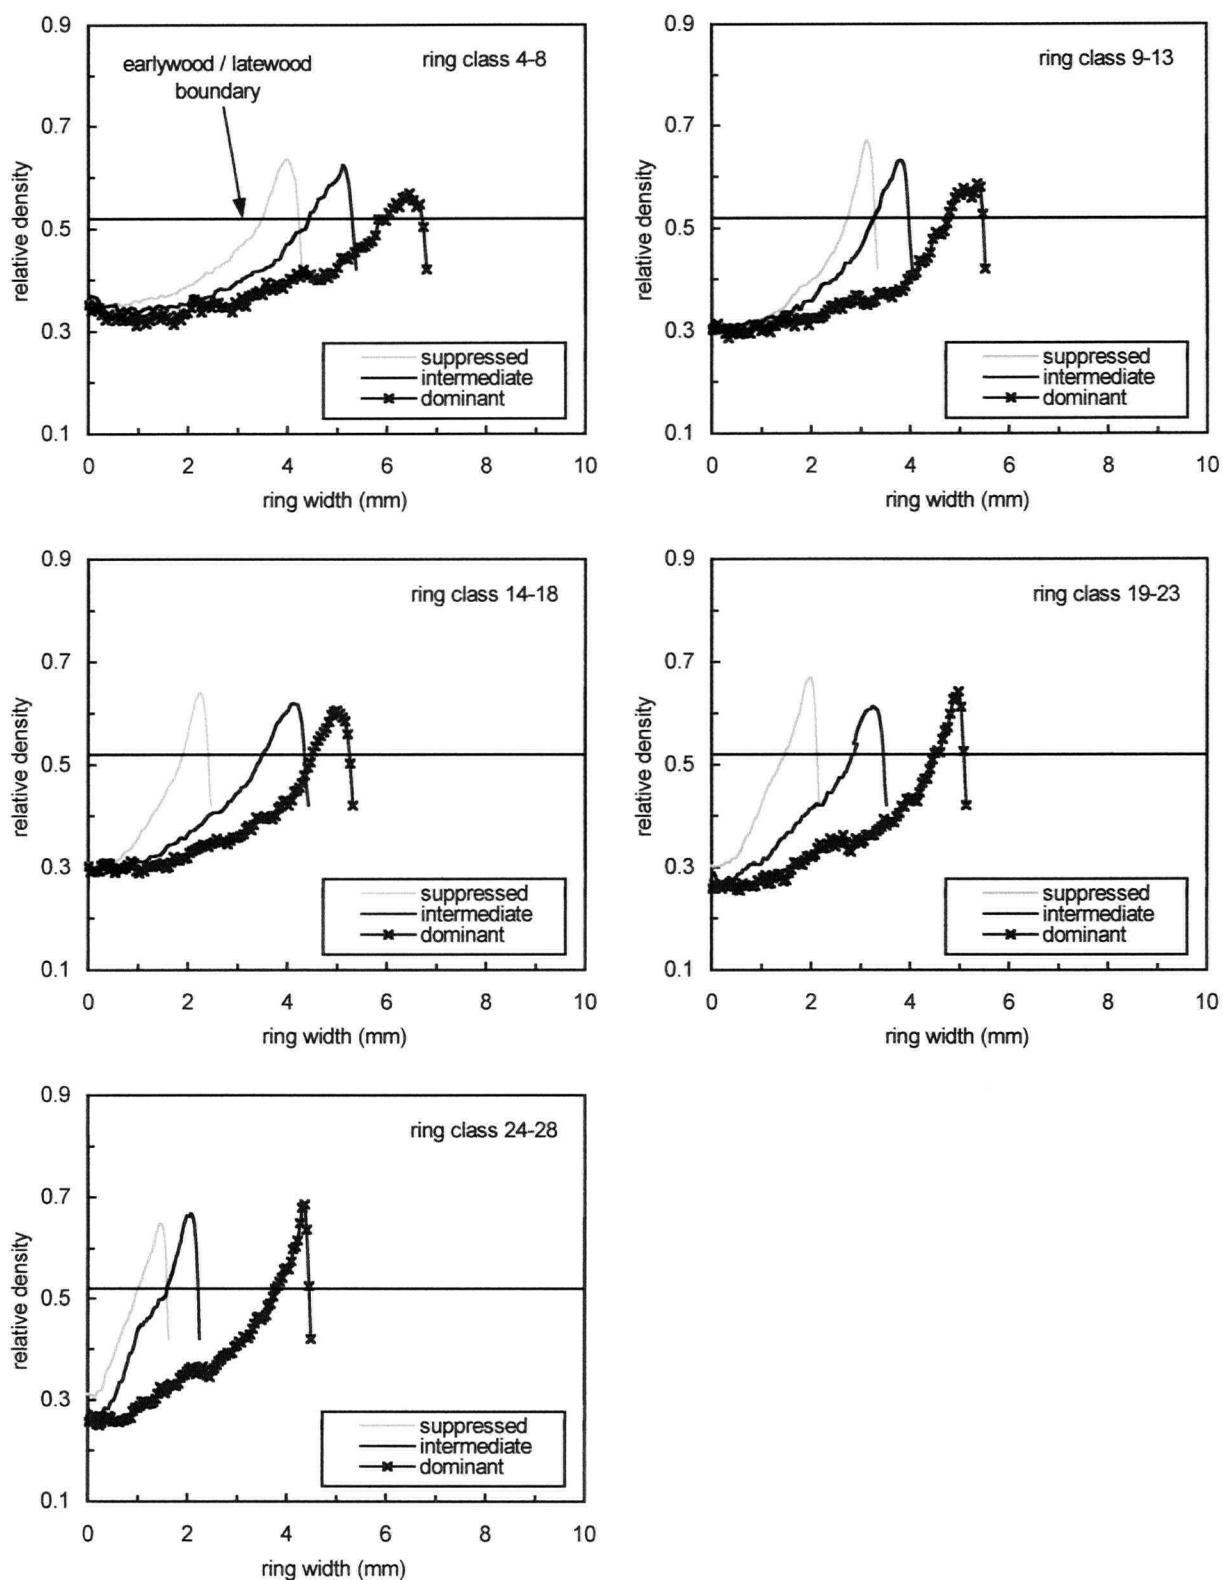 0.9
ring class 4-8
earlywood / latewood
boundary
0.7
relative density
0.5
0.3
suppressed
intermediate
dominant
0.1
0 2 4 6 8 10
ring width (mm)
0.9
ring class 9-13
0.7
relative density
0.5
0.3
suppressed
intermediate
dominant
0.1
0 2 4 6 8 10
ring width (mm)
0.9
ring class 14-18
0.7
relative density
0.5
0.3
suppressed
intermediate
dominant
0.1
0 2 4 6 8 10
ring width (mm)
0.9
ring class 19-23
0.7
relative density
0.5
0.3
suppressed
intermediate
dominant
0.1
0 2 4 6 8 10
ring width (mm)
0.9
ring class 24-28
0.7
relative density
0.5
0.3
suppressed
intermediate
dominant
0.1
0 2 4 6 8 10
ring width (mm)